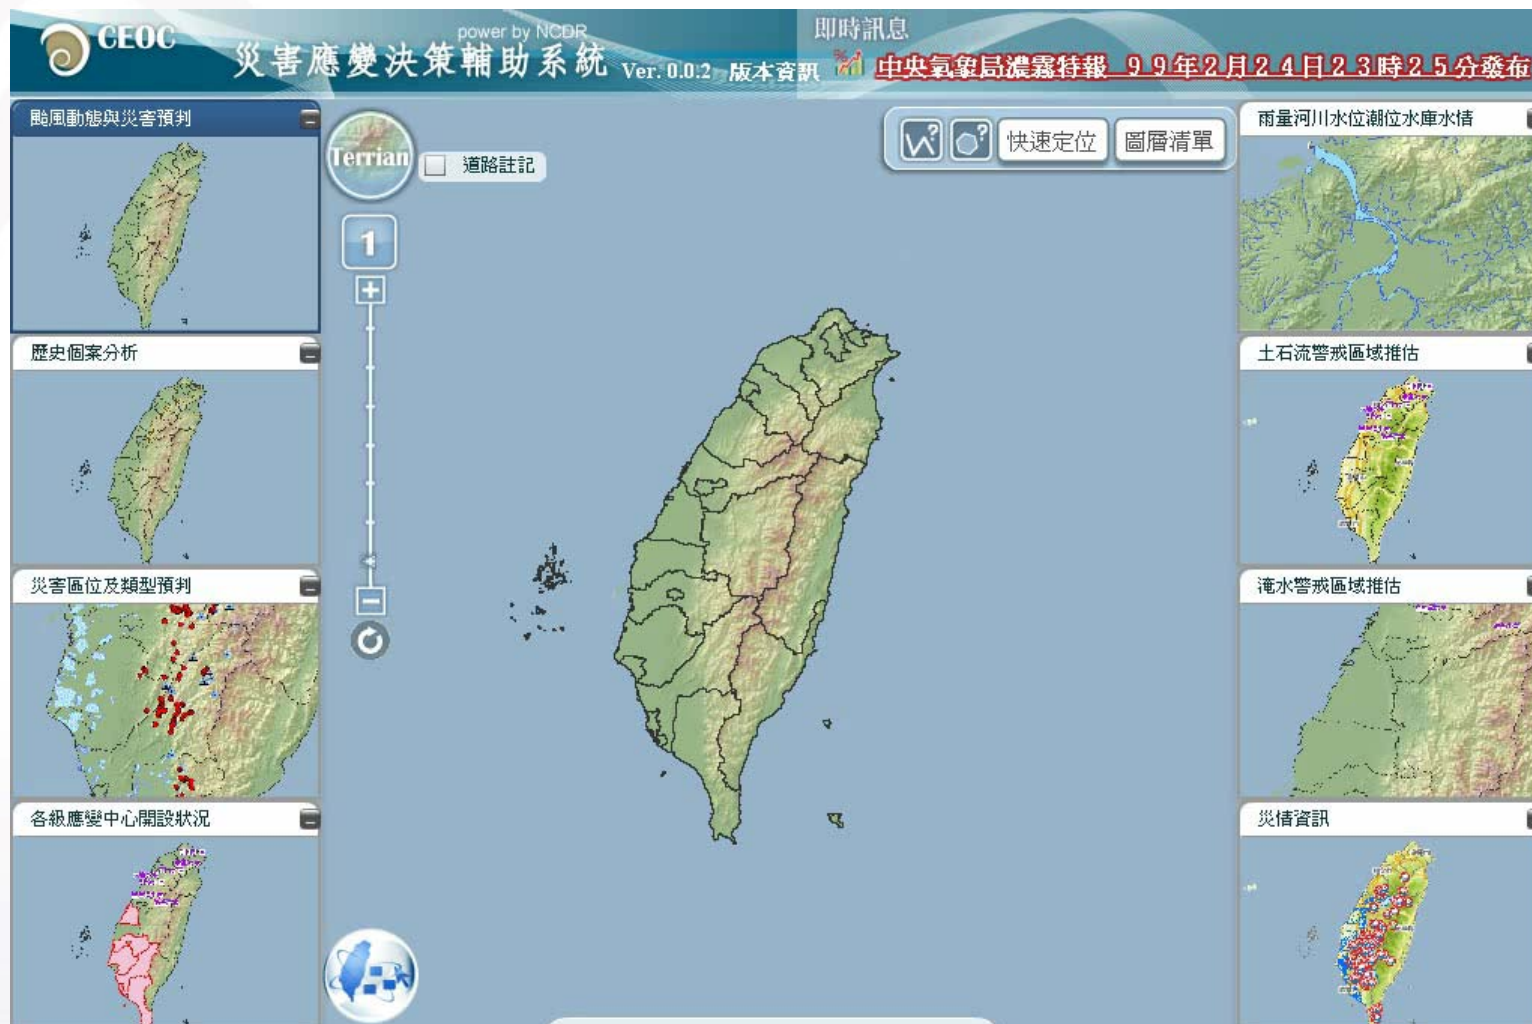 CEOC
power by NCDR
災害應變決策輔助系統 Ver. 0.0.2 版本資訊
即時訊息
中央氣象局濃霧特報 99年2月24日23時25分發布
颱風動態與災害預判
歷史個案分析
災害區位及類型預判
各級應變中心開設狀況
Terrian
道路註記
1
快速定位
圖層清單
雨量河川水位潮位水庫水情
土石流警戒區域推估
淹水警戒區域推估
災情資訊